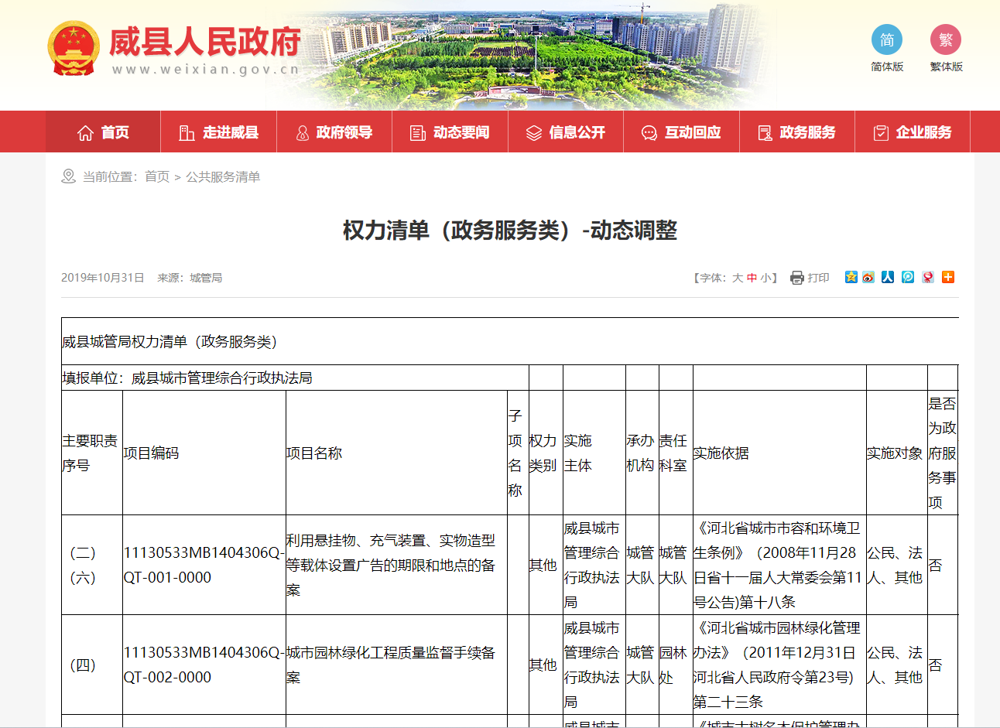 威县人民政府
www.weixian.gov.cn
简
繁
简体版
繁体版
首页
走进威县
政府领导
动态要闻
信息公开
互动回应
政务服务
企业服务
当前位置：首页 > 公共服务清单
权力清单（政务服务类）-动态调整
2019年10月31日 来源：城管局
【字体：大 中 小】 打印
威县城管局权力清单（政务服务类）
填报单位：威县城市管理综合行政执法局
主要职责
序号
项目编码
项目名称
子
项
名
称
权力
类别
实施
主体
承办
机构
责任
科室
实施依据
实施对象
是否
为政
府服
务事
项
（二）
（六）
11130533MB1404306Q-
QT-001-0000
利用悬挂物、充气装置、实物造型
等载体设置广告的期限和地点的备
案
其他
威县城市
管理综合
行政执法
局
城管
大队
城管
大队
《河北省城市市容和环境卫
生条例》（2008年11月28
日省十一届人大常委会第11
号公告)第十八条
公民、法
人、其他
否
（四）
11130533MB1404306Q-
QT-002-0000
城市园林绿化工程质量监督手续备
案
其他
威县城市
管理综合
行政执法
局
城管
大队
园林
处
《河北省城市园林绿化管理
办法》（2011年12月31日
河北省人民政府令第23号)
第二十三条
公民、法
人、其他
否
威县城市
《城市古树名木保护管理办